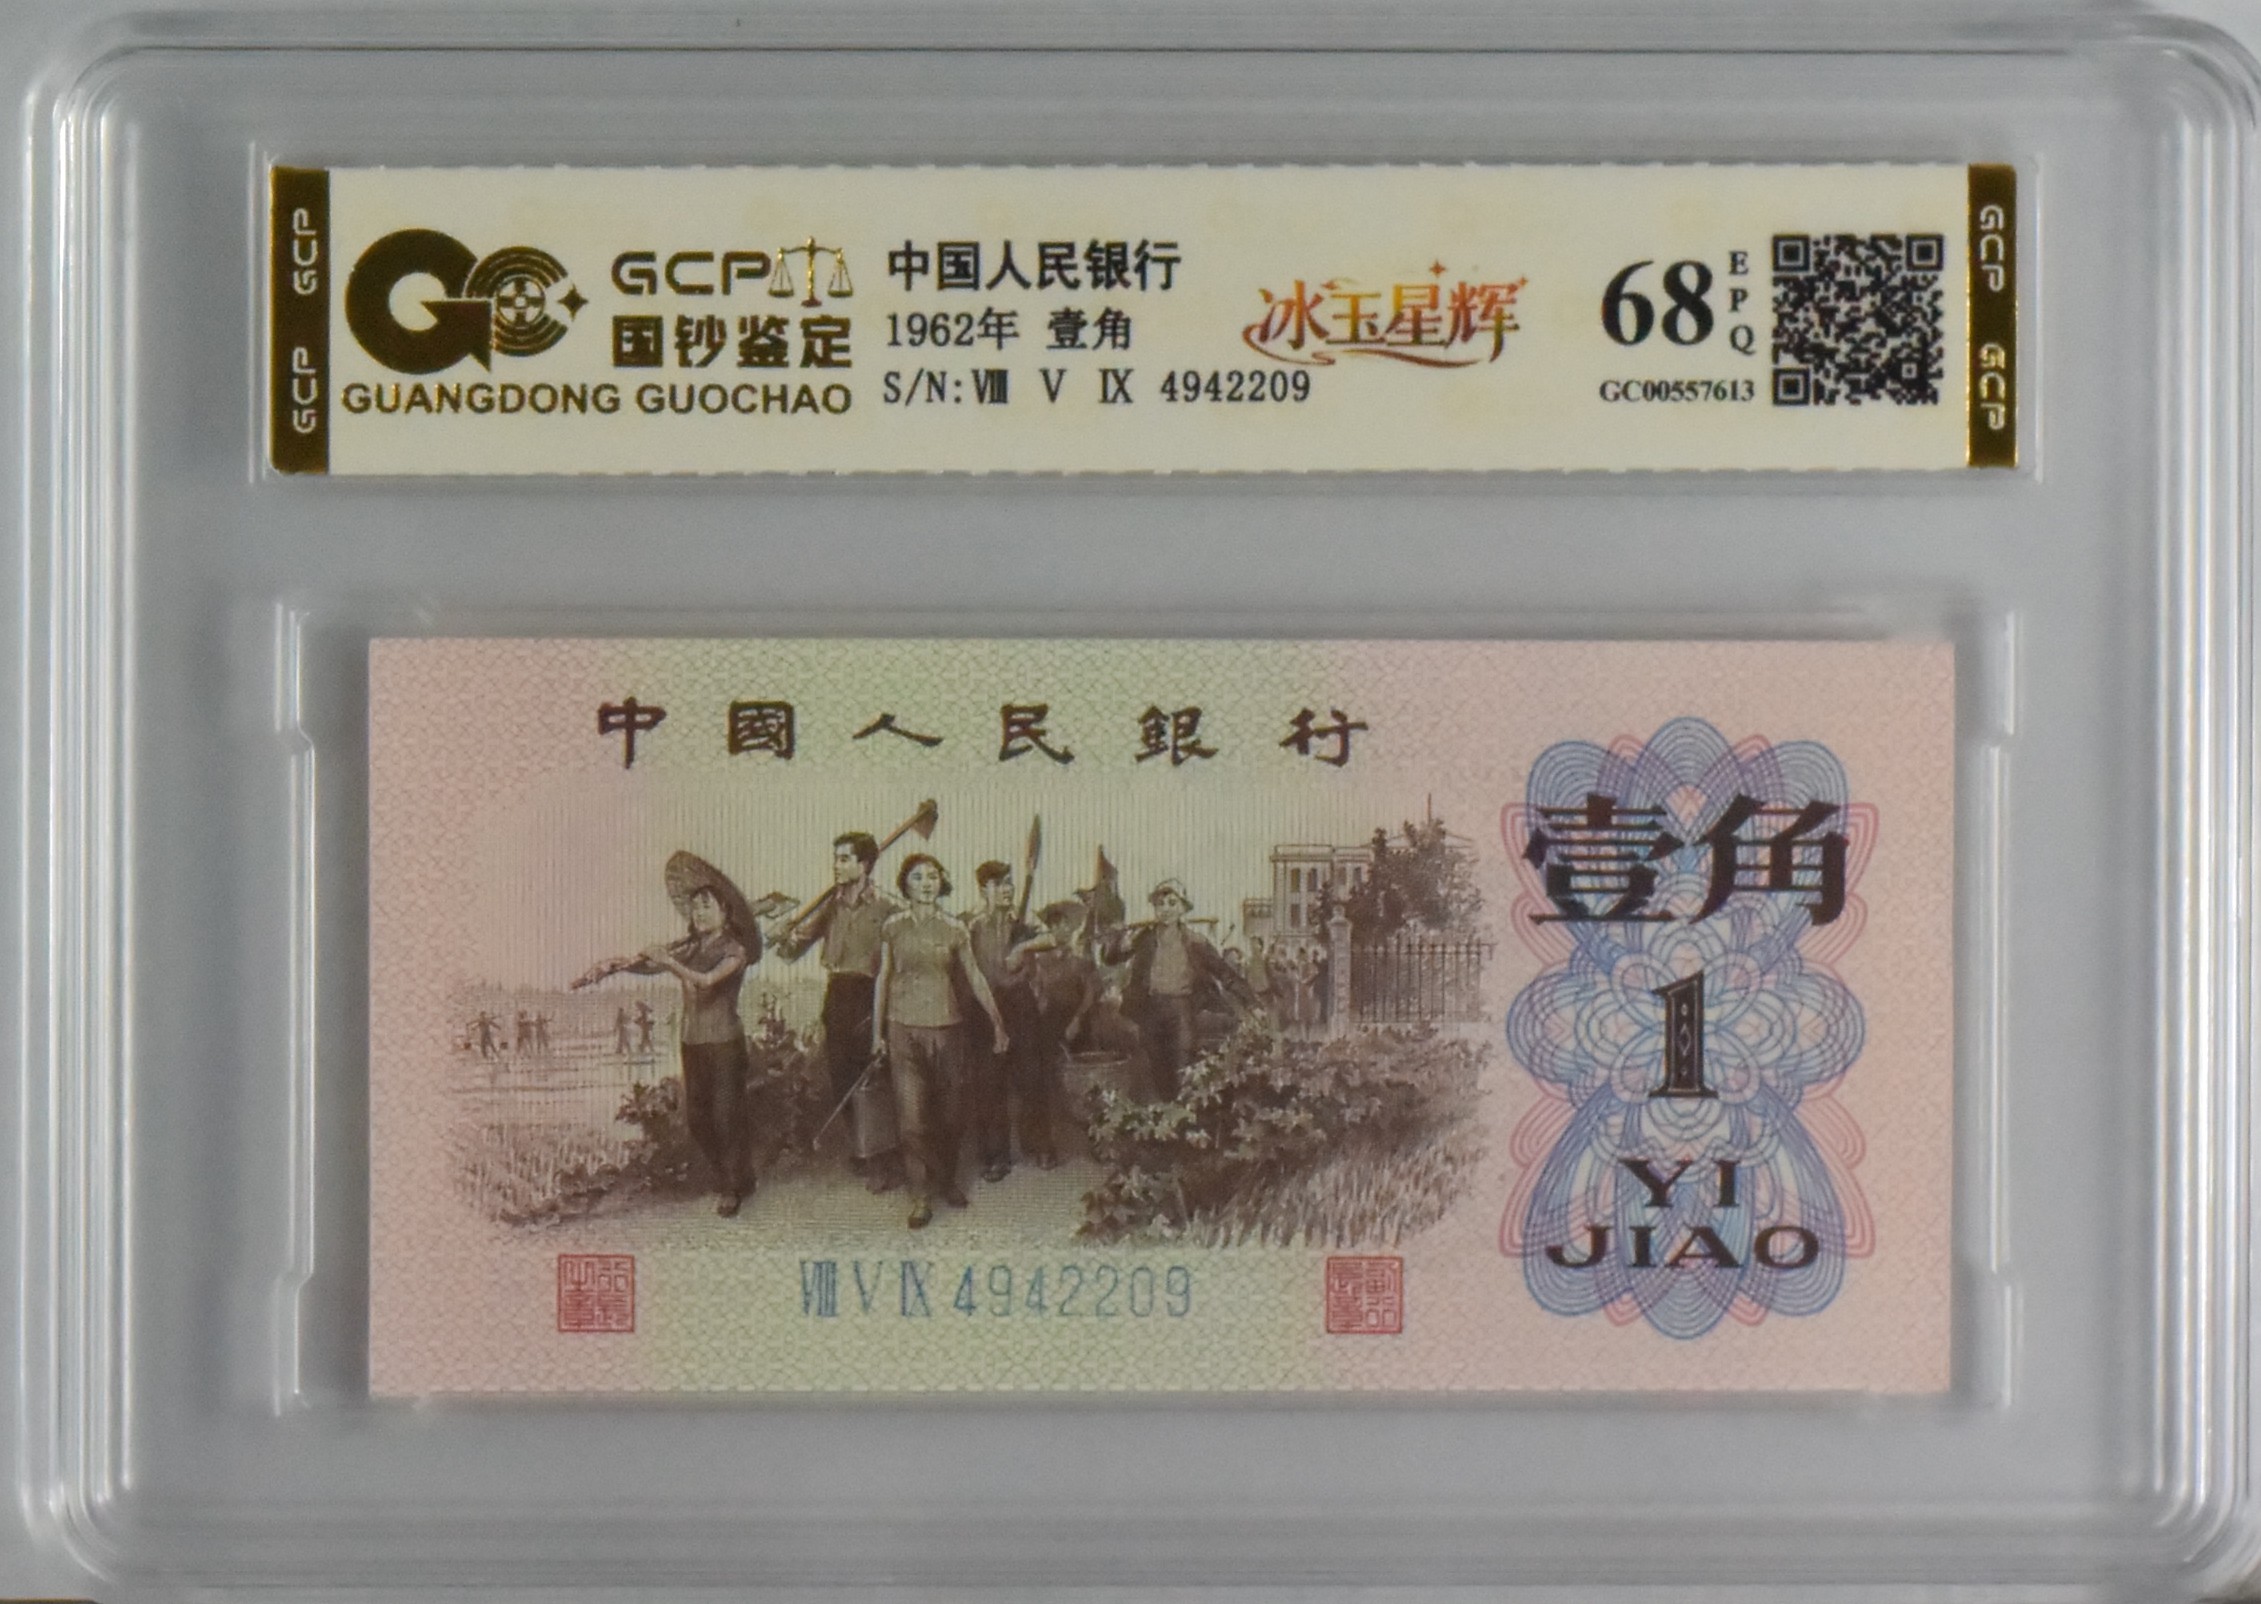 GCP GCP
GCP
国钞鉴定
GUANGDONG GUOCHAO
中国人民银行
1962年 壹角
S/N:Ⅷ Ⅴ Ⅸ 4942209
冰玉星辉
68
EPQ
GC00557613
GCP GCP
中國人民銀行
壹角
1
YI
JIAO
Ⅷ Ⅴ Ⅸ 4942209